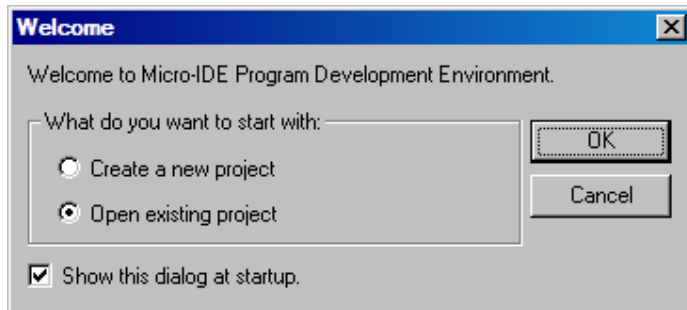 Welcome
Welcome to Micro-IDE Program Development Environment.
What do you want to start with:
Create a new project
Open existing project
OK
Cancel
Show this dialog at startup.